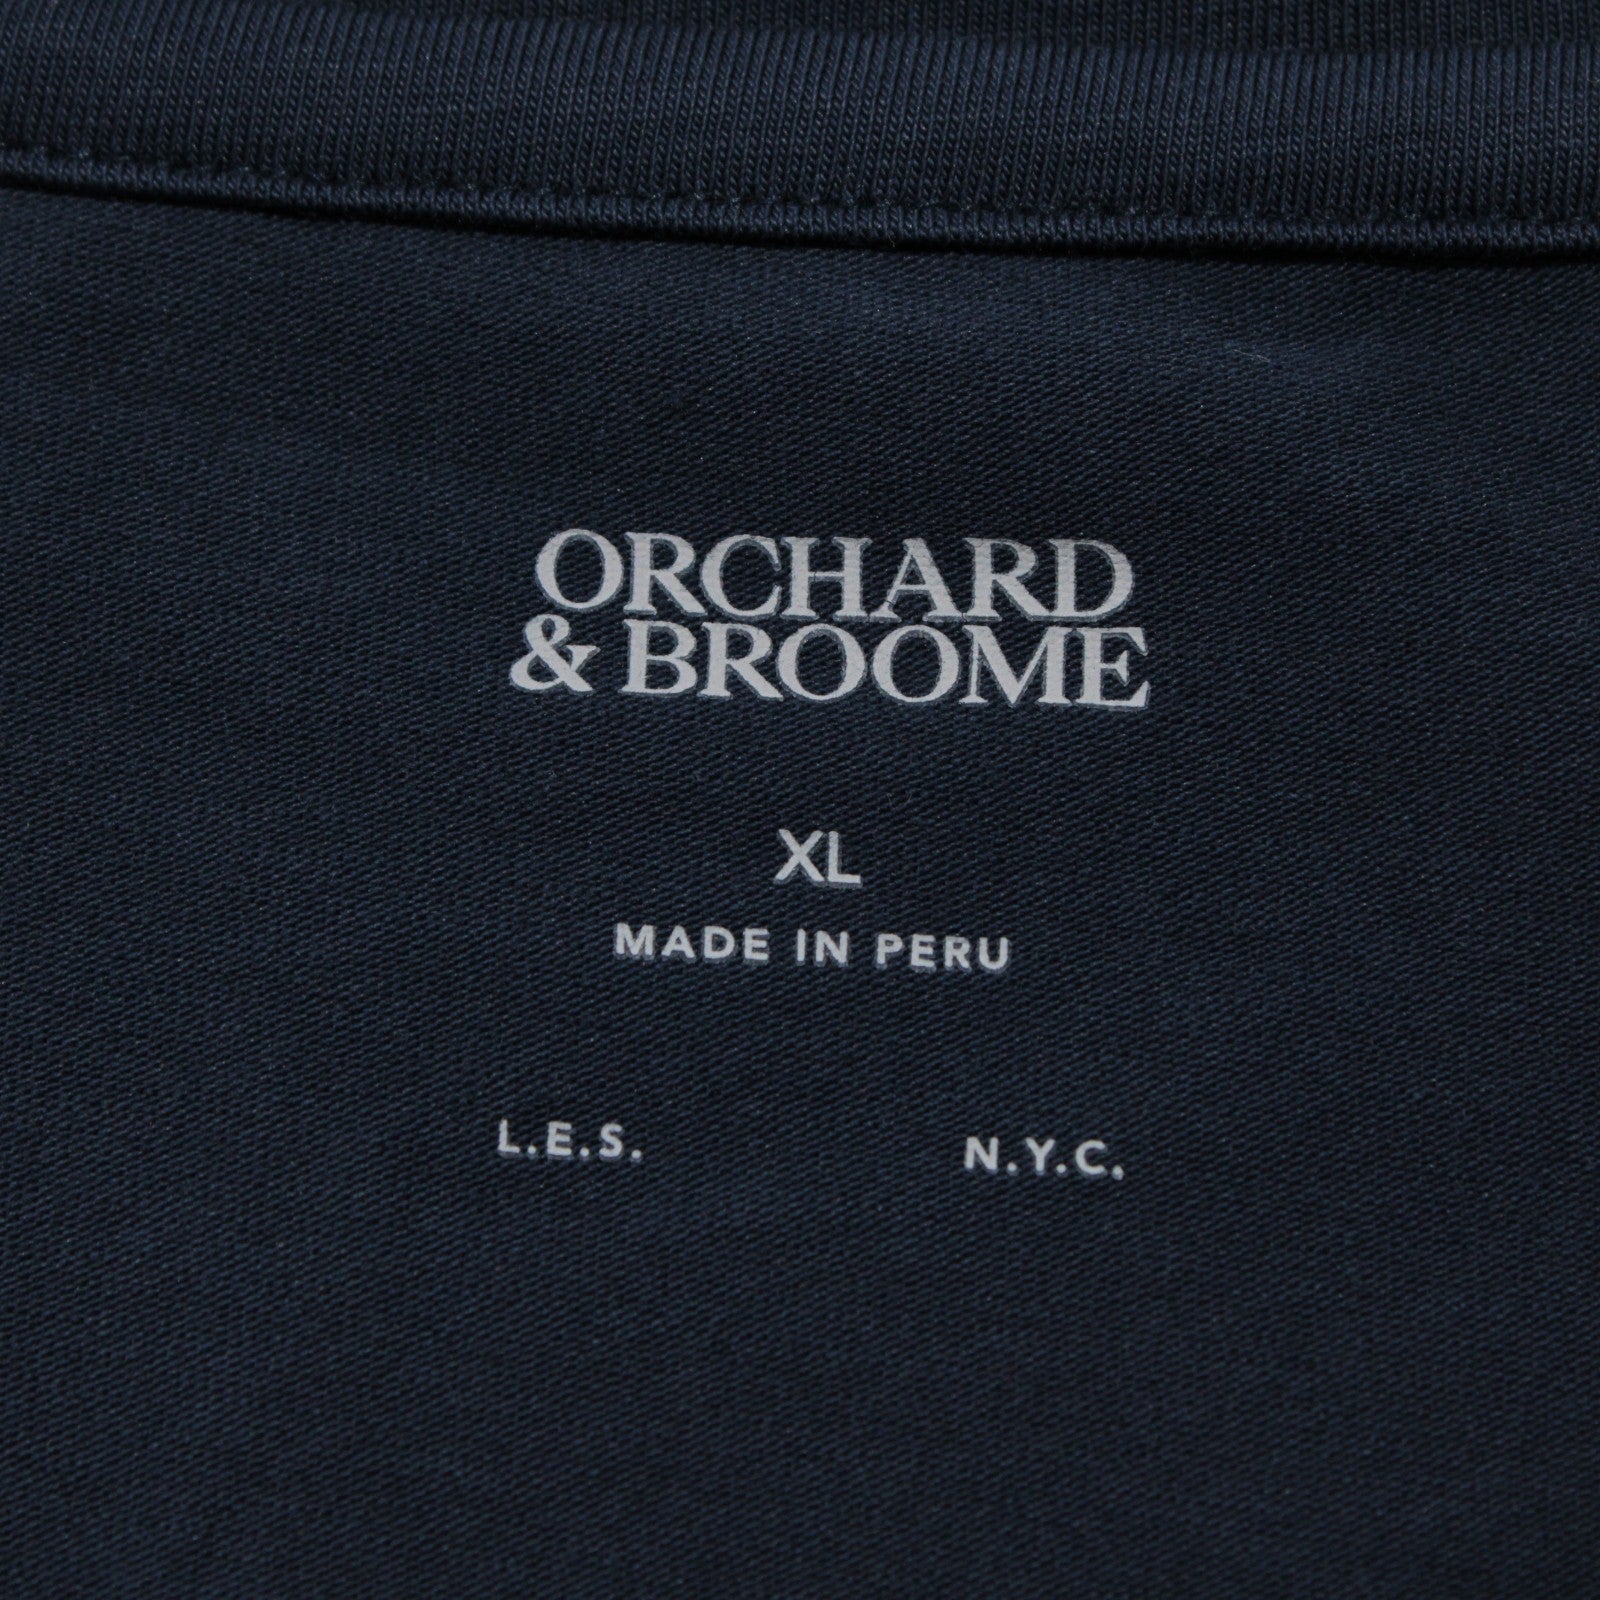 ORCHARD
& BROOME
XL
MADE IN PERU
L.E.S. N.Y.C.